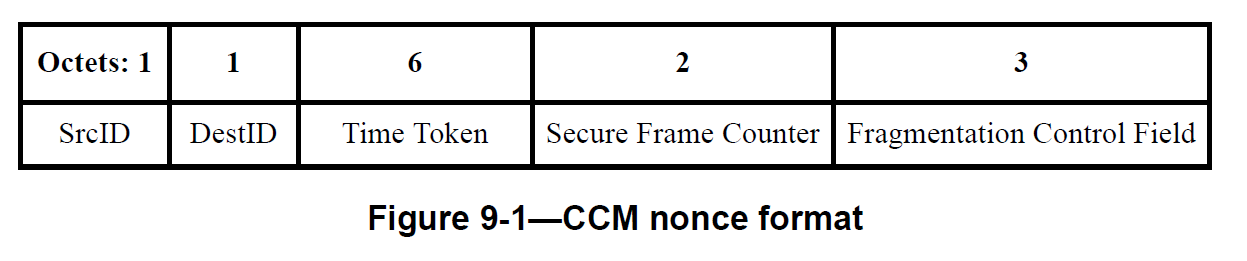 Octets: 1 1 6 2 3
SrcID DestID Time Token Secure Frame Counter Fragmentation Control Field
Figure 9-1—CCM nonce format